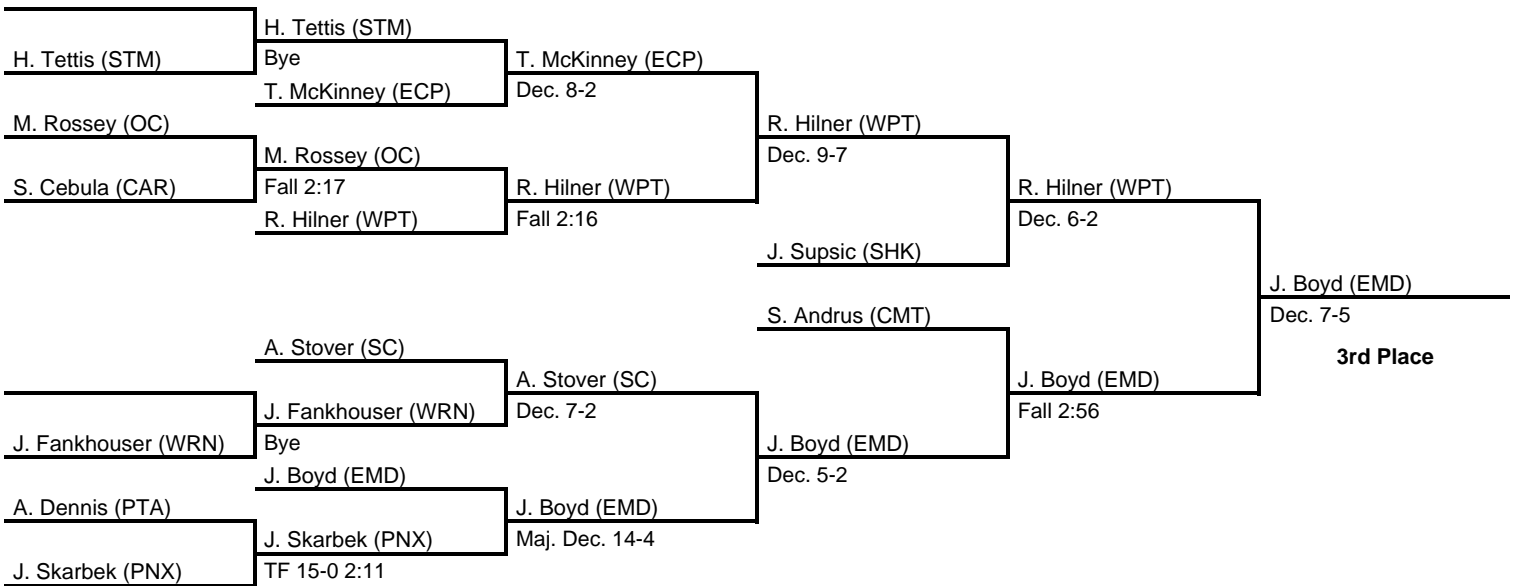 H. Tettis (STM)
H. Tettis (STM)
Bye
T. McKinney (ECP)
T. McKinney (ECP)
Dec. 8-2
M. Rossey (OC)
S. Cebula (CAR)
M. Rossey (OC)
Fall 2:17
R. Hilner (WPT)
R. Hilner (WPT)
Fall 2:16
R. Hilner (WPT)
Dec. 9-7
J. Supsic (SHK)
R. Hilner (WPT)
Dec. 6-2
S. Andrus (CMT)
A. Stover (SC)
J. Fankhouser (WRN)
J. Fankhouser (WRN)
Bye
A. Stover (SC)
Dec. 7-2
J. Boyd (EMD)
A. Dennis (PTA)
J. Skarbek (PNX)
J. Skarbek (PNX)
TF 15-0 2:11
J. Boyd (EMD)
Maj. Dec. 14-4
J. Boyd (EMD)
Dec. 5-2
J. Boyd (EMD)
Fall 2:56
J. Boyd (EMD)
Dec. 7-5
3rd Place